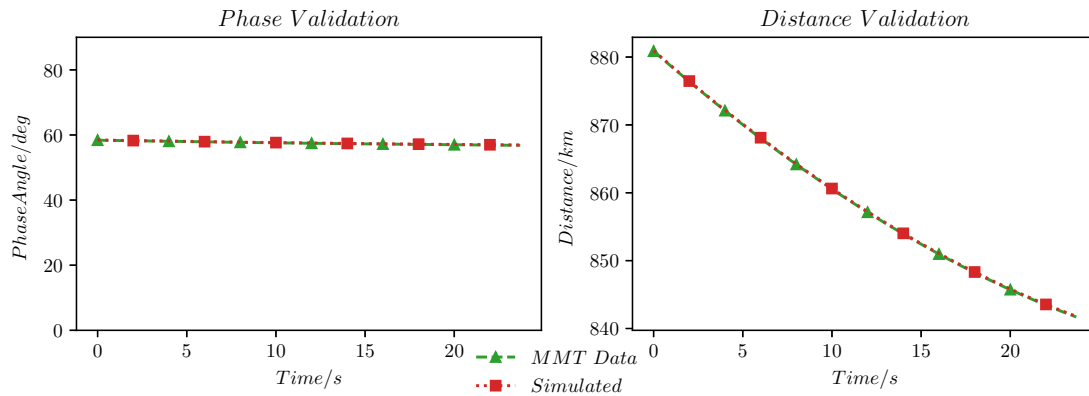 Phase Validation
80
60
40
20
0
PhaseAngle/deg
0 5 10 15 20
Time/s
Distance Validation
880
870
860
850
840
Distance/km
0 5 10 15 20
Time/s
MMT Data
Simulated